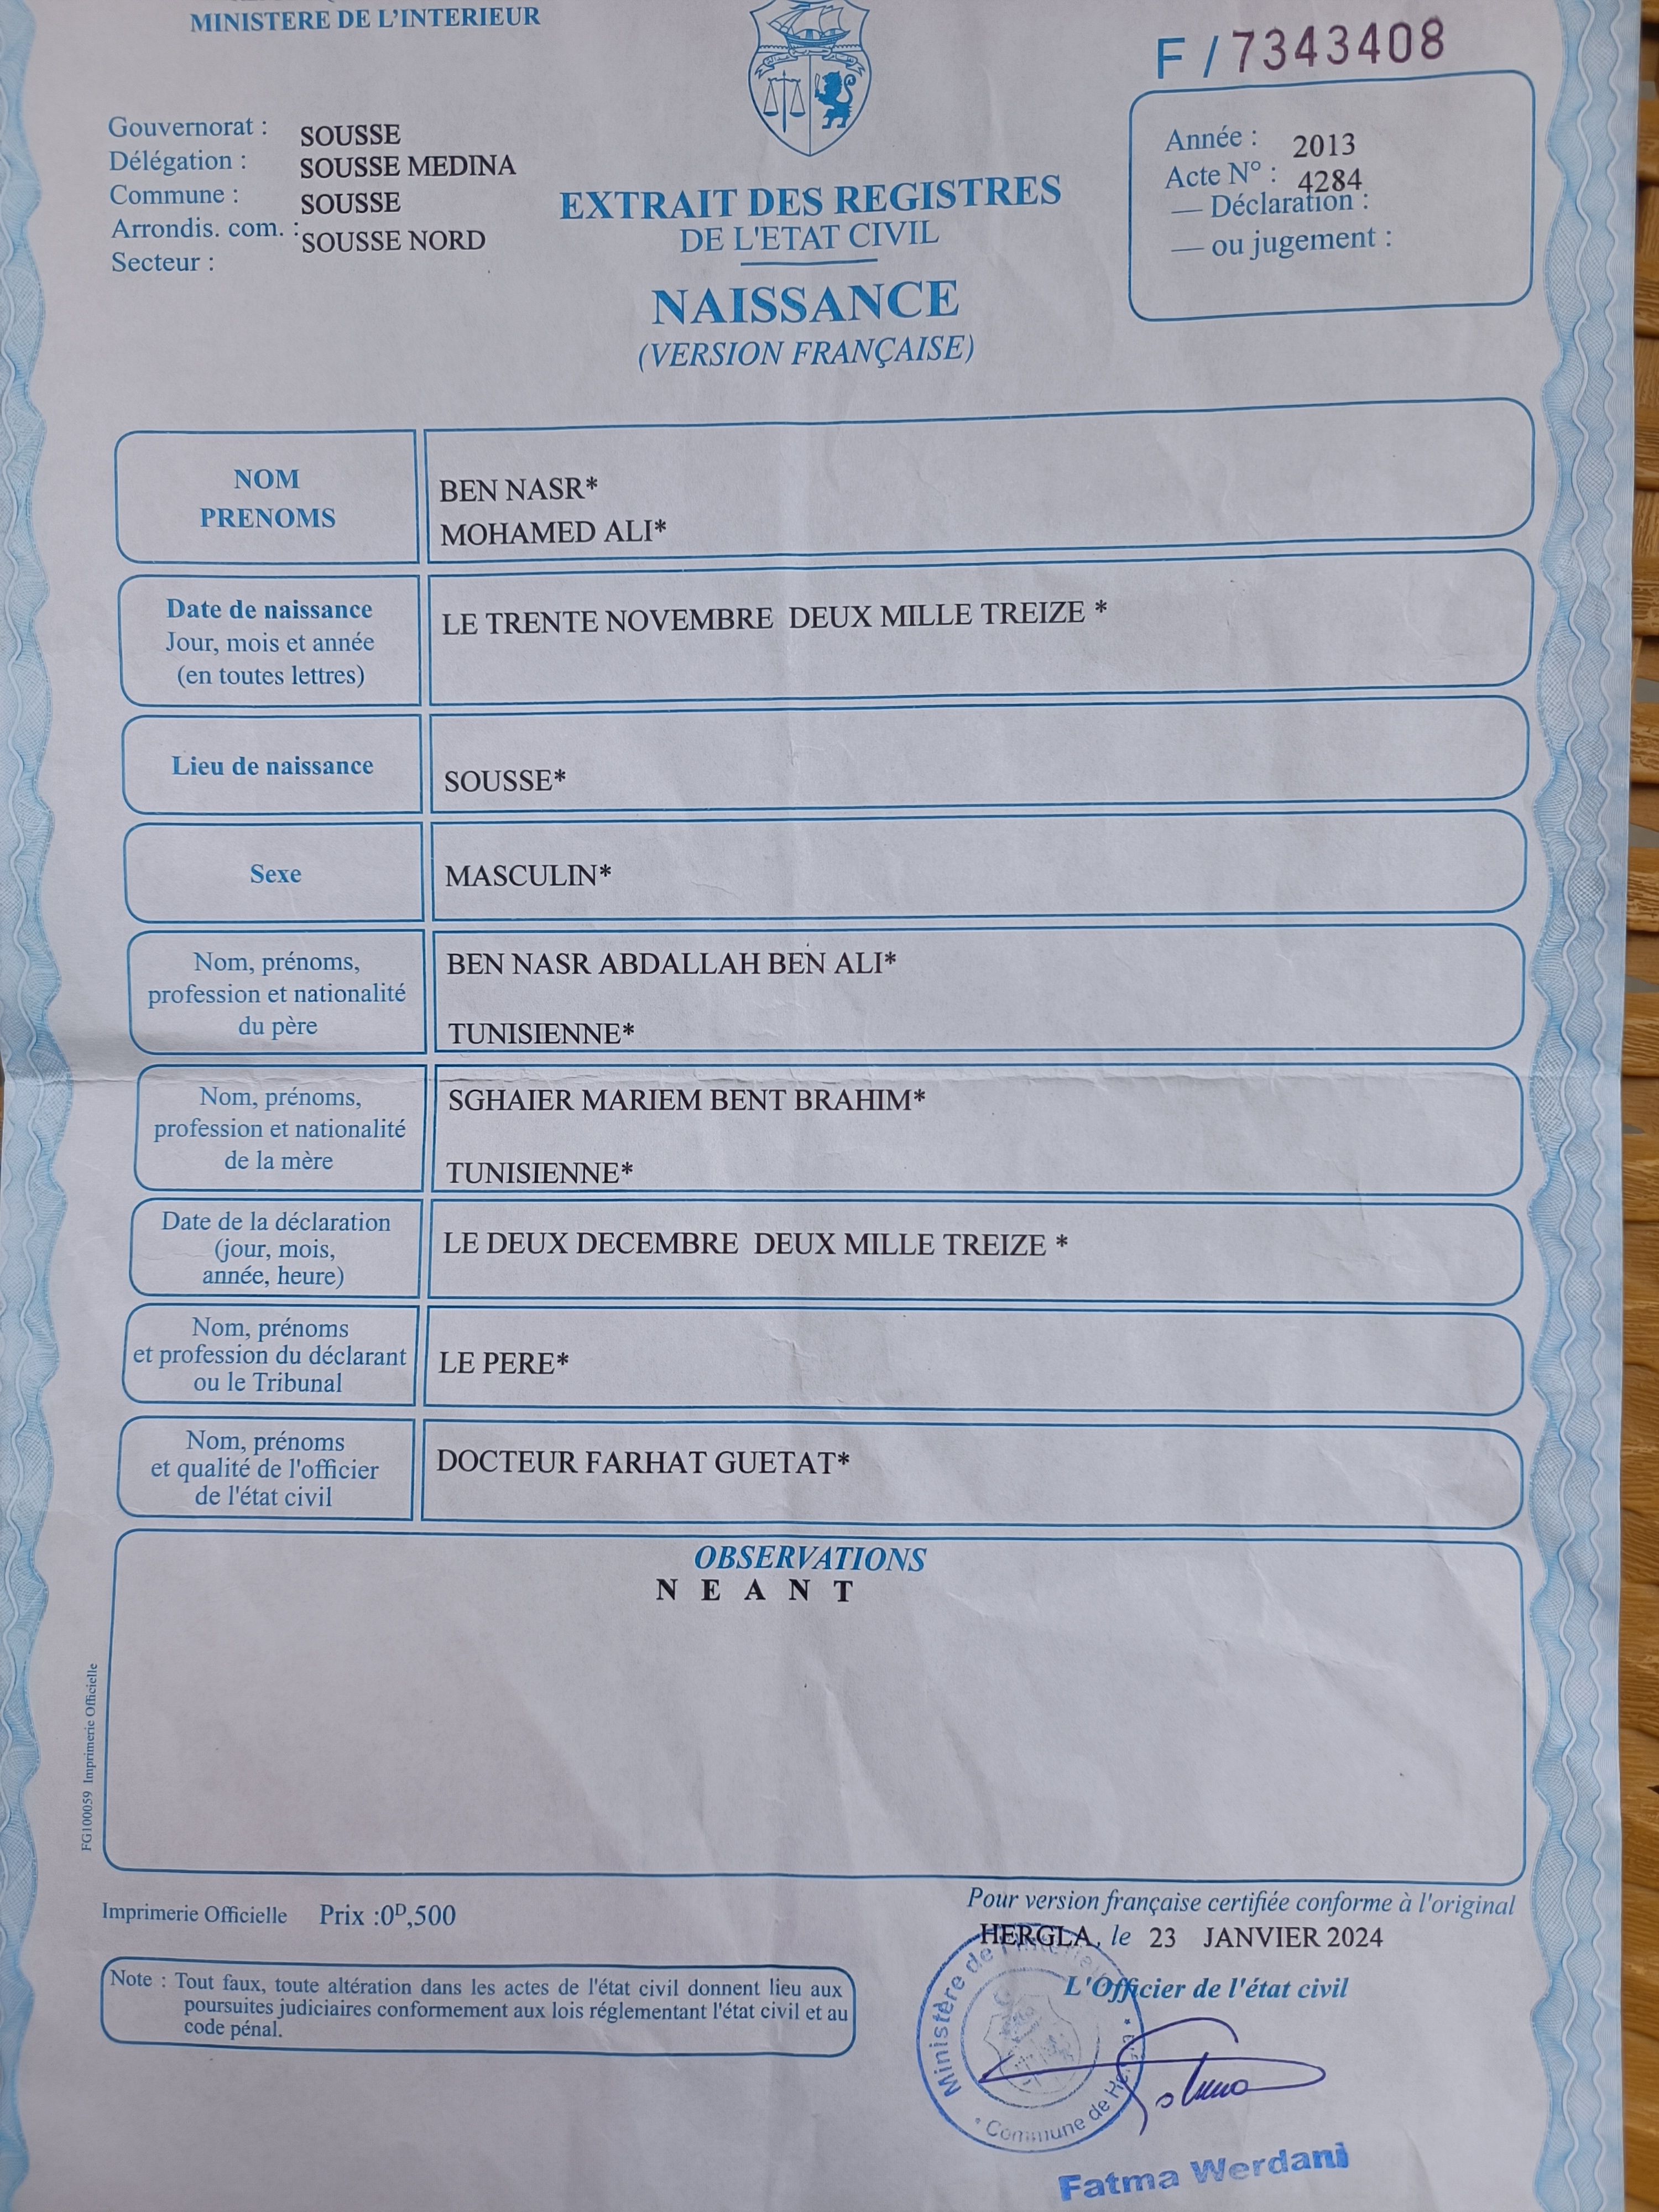 MINISTERE DE L'INTERIEUR
F / 7343408
Gouvernorat : SOUSSE
Délégation : SOUSSE MEDINA
Commune : SOUSSE
Arrondis. com. : SOUSSE NORD
Secteur :
EXTRAIT DES REGISTRES
DE L'ETAT CIVIL
NAISSANCE
(VERSION FRANÇAISE)
Année : 2013
Acte N° : 4284
— Déclaration :
— ou jugement :
NOM
PRENOMS
BEN NASR*
MOHAMED ALI*
Date de naissance
Jour, mois et année
(en toutes lettres)
LE TRENTE NOVEMBRE DEUX MILLE TREIZE *
Lieu de naissance
SOUSSE*
Sexe
MASCULIN*
Nom, prénoms,
profession et nationalité
du père
BEN NASR ABDALLAH BEN ALI*
TUNISIENNE*
Nom, prénoms,
profession et nationalité
de la mère
SGHAIER MARIEM BENT BRAHIM*
TUNISIENNE*
Date de la déclaration
(jour, mois,
année, heure)
LE DEUX DECEMBRE DEUX MILLE TREIZE *
Nom, prénoms
et profession du déclarant
ou le Tribunal
LE PERE*
Nom, prénoms
et qualité de l'officier
de l'état civil
DOCTEUR FARHAT GUETAT*
OBSERVATIONS
N E A N T
FG100059 Imprimerie Officielle
Imprimerie Officielle Prix :0ᴰ,500
Note : Tout faux, toute altération dans les actes de l'état civil donnent lieu aux
poursuites judiciaires conformement aux lois réglementant l'état civil et au
code pénal.
Pour version française certifiée conforme à l'original
HERGLA, le 23 JANVIER 2024
L'Officier de l'état civil
Ministère de l'Intérieur
* Commune de Hergla *
Fatma Werdani